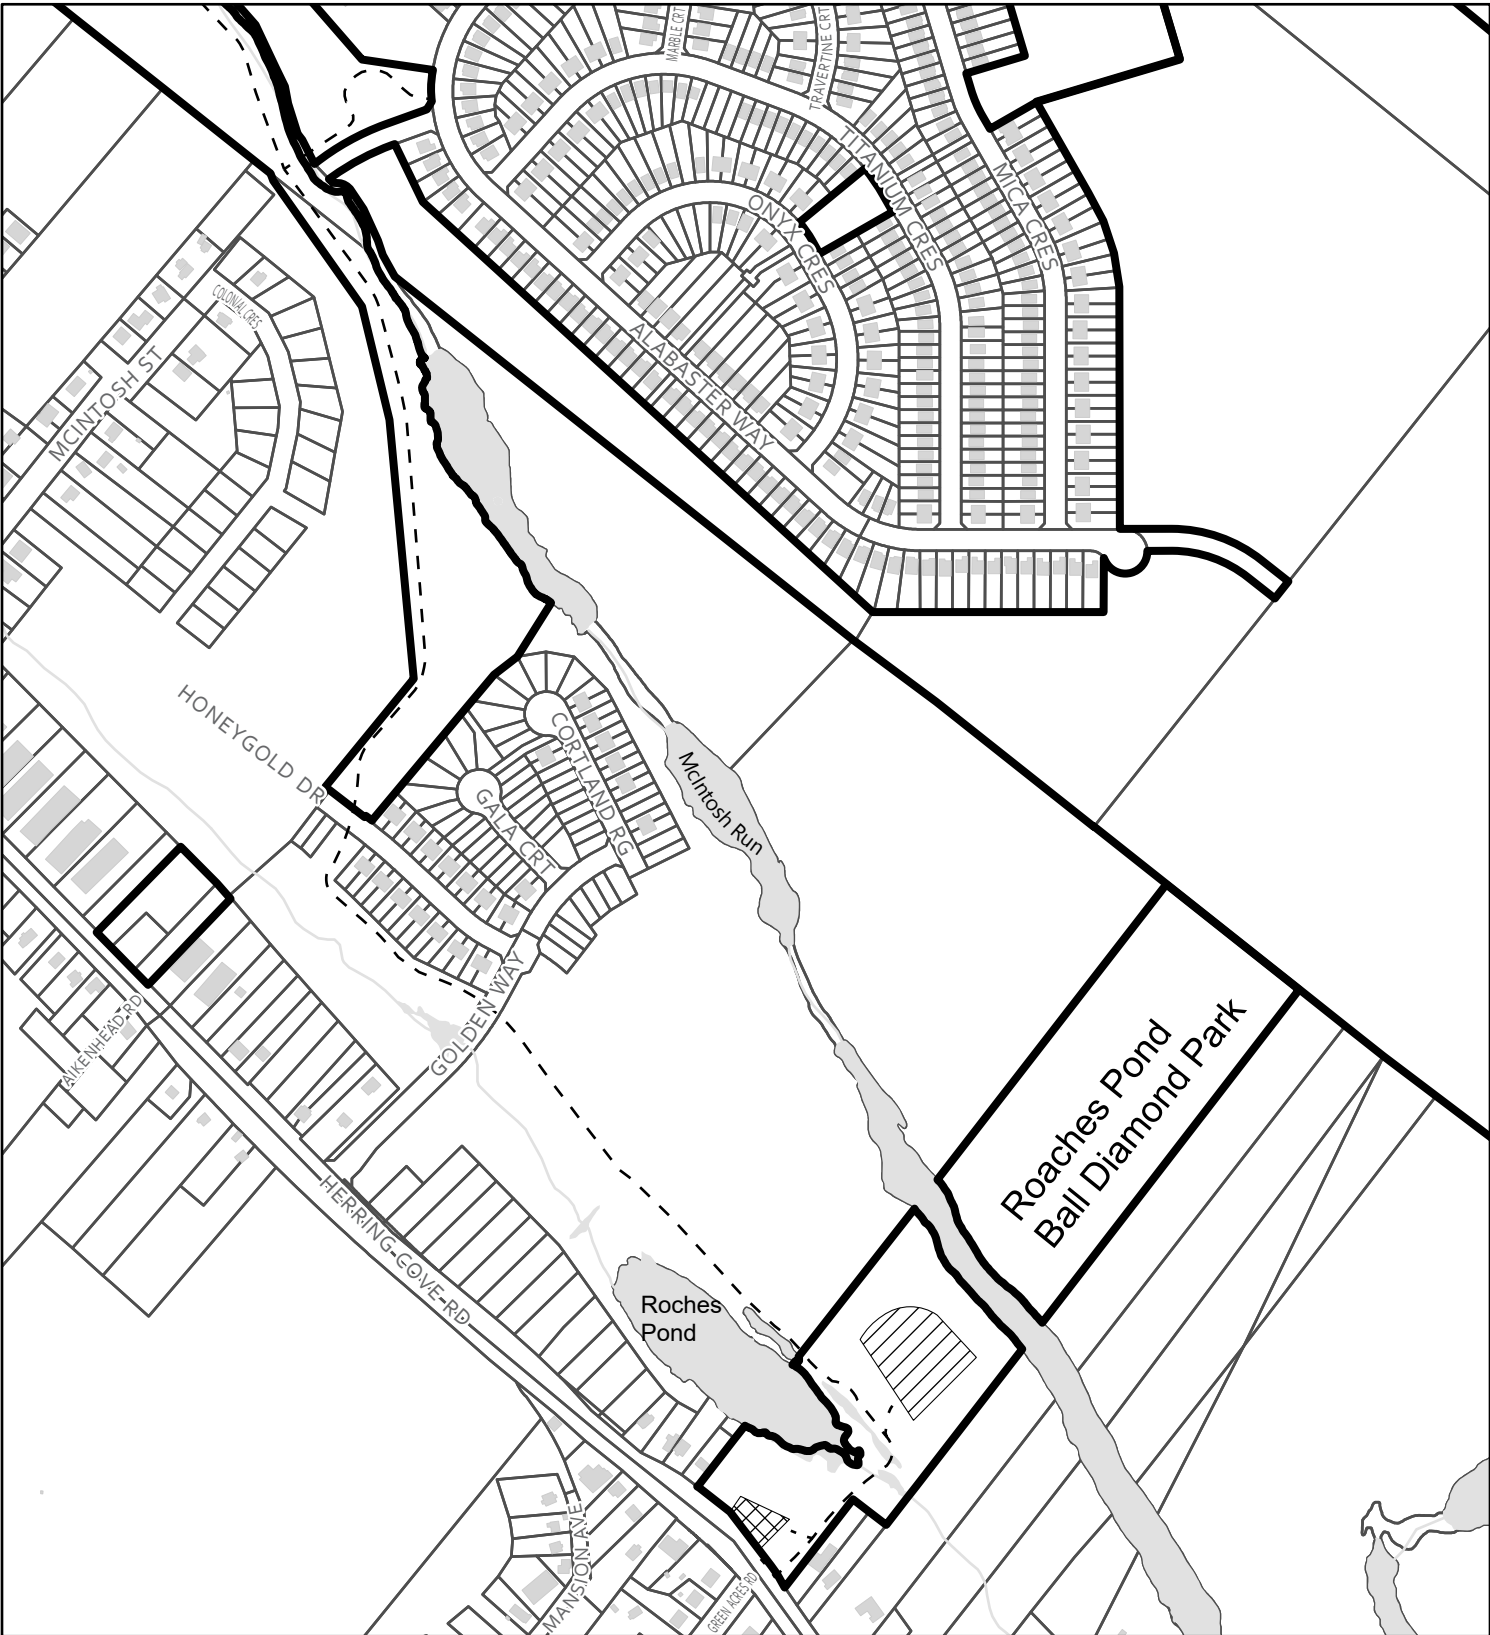 MARBLE CRT
TRAVERTINE CRT
TITANIUM CRES
MICA CRES
ONYX CRES
COLONIAL CRES
MCINTOSH ST
ALABASTER WAY
HONEYGOLD DR
CORTLAND RG
GALA CRT
McIntosh Run
GOLDEN WAY
AIKENHEAD RD
Roaches Pond
Ball Diamond Park
HERRING COVE RD
Roches
Pond
MANSION AVE
GREEN ACRES RD